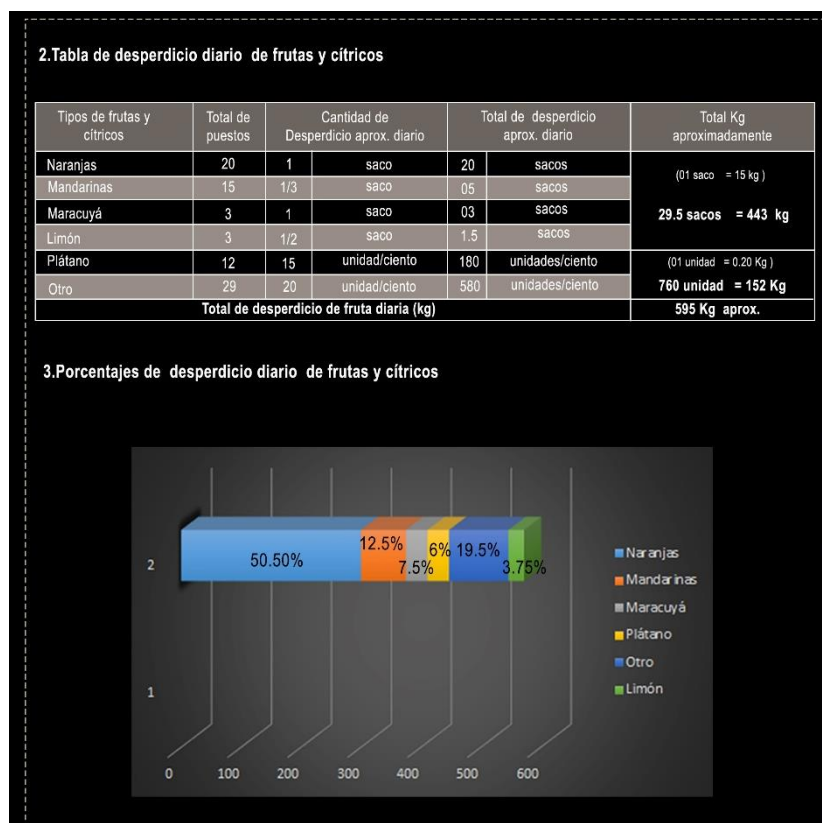 2.Tabla de desperdicio diario de frutas y cítricos
Tipos de frutas y cítricos | Total de puestos | Cantidad de Desperdicio aprox. diario | Total de desperdicio aprox. diario | Total Kg aproximadamente
Naranjas 20 1 saco 20 sacos
(01 saco = 15 kg )
Mandarinas 15 1/3 saco 05 sacos
Maracuyá 3 1 saco 03 sacos
29.5 sacos = 443 kg
Limón 3 1/2 saco 1.5 sacos
Plátano 12 15 unidad/ciento 180 unidades/ciento (01 unidad = 0.20 Kg )
Otro 29 20 unidad/ciento 580 unidades/ciento 760 unidad = 152 Kg
Total de desperdicio de fruta diaria (kg) 595 Kg aprox.
3.Porcentajes de desperdicio diario de frutas y cítricos
2
50.50% 12.5% 7.5% 6% 19.5% 3.75%
1
0 100 200 300 400 500 600
Naranjas
Mandarinas
Maracuyá
Plátano
Otro
Limón